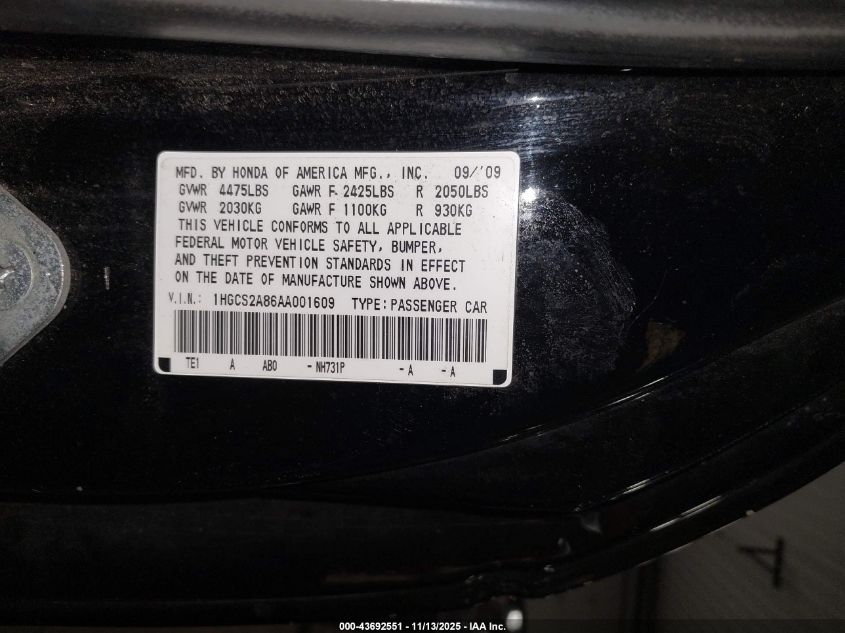 MFD. BY HONDA OF AMERICA MFG., INC. 09/'09
GVWR 4475LBS GAWR F 2425LBS R 2050LBS
GVWR 2030KG GAWR F 1100KG R 930KG
THIS VEHICLE CONFORMS TO ALL APPLICABLE
FEDERAL MOTOR VEHICLE SAFETY, BUMPER,
AND THEFT PREVENTION STANDARDS IN EFFECT
ON THE DATE OF MANUFACTURE SHOWN ABOVE.
V.I.N.: 1HGCS2A86AA001609 TYPE: PASSENGER CAR
TE1 A AB0 - NH731P - A - A
000-43692551 - 11/13/2025 - IAA Inc.